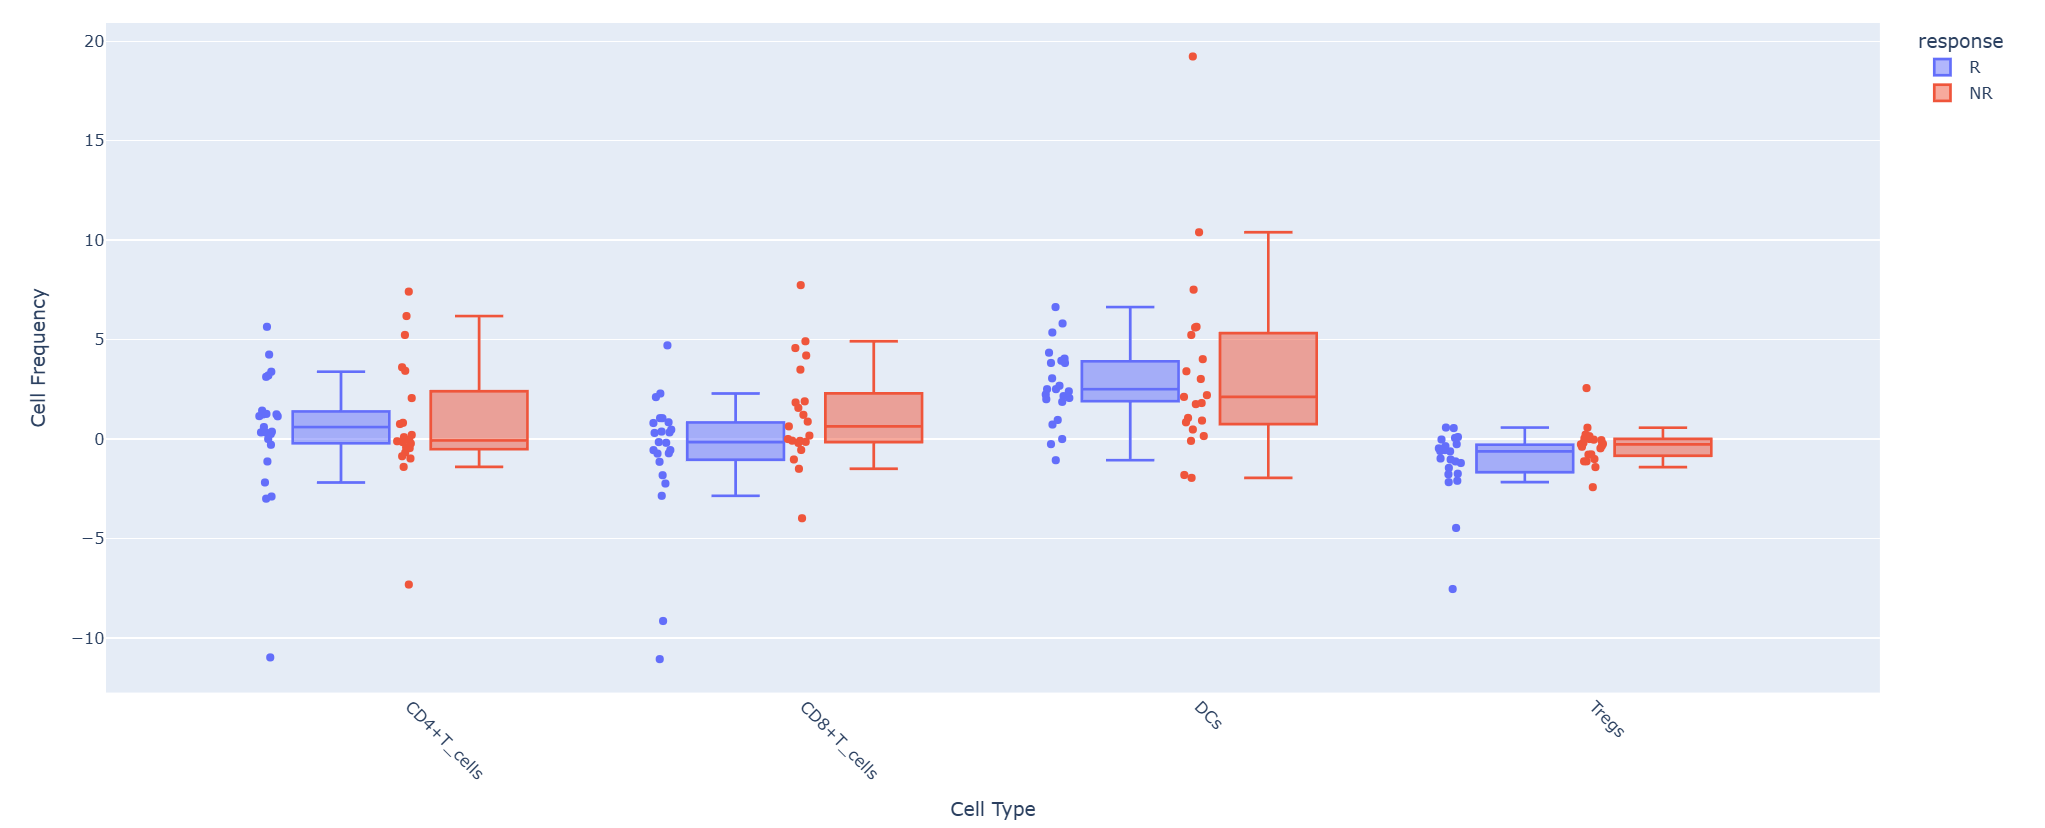 response
R
NR
20
15
10
5
0
−5
−10
Cell Frequency
CD4+T_cells
CD8+T_cells
DCs
Tregs
Cell Type